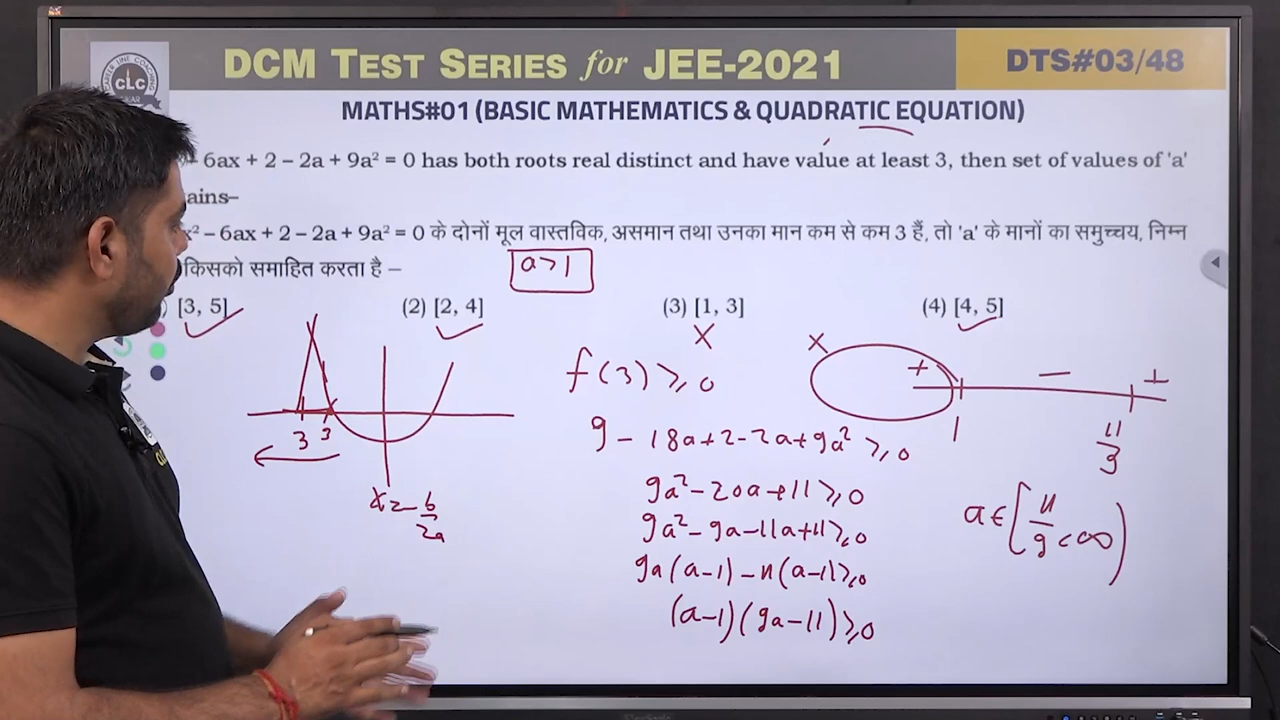 DCM TEST SERIES for JEE-2021
DTS#03/48
CLC
MATHS#01 (BASIC MATHEMATICS & QUADRATIC EQUATION)
– 6ax + 2 – 2a + 9a² = 0 has both roots real distinct and have value at least 3, then set of values of 'a'
ains–
x² – 6ax + 2 – 2a + 9a² = 0 के दोनों मूल वास्तविक, असमान तथा उनका मान कम से कम 3 हैं, तो 'a' के मानों का समुच्चय, निम्न
किसको समाहित करता है –
a>1
[3, 5]
(2) [2, 4]
(3) [1, 3]
(4) [4, 5]
f(3) ≥ 0
+ – +
3 3
1
11/9
9 – 18a + 2 – 2a + 9a² ≥ 0
x = – b/2a
9a² – 20a + 11 ≥ 0
a ∈ [11/9 < ∞)
9a² – 9a – 11a + 11 ≥ 0
9a(a–1) – 11(a–1) ≥ 0
(a–1)(9a–11) ≥ 0